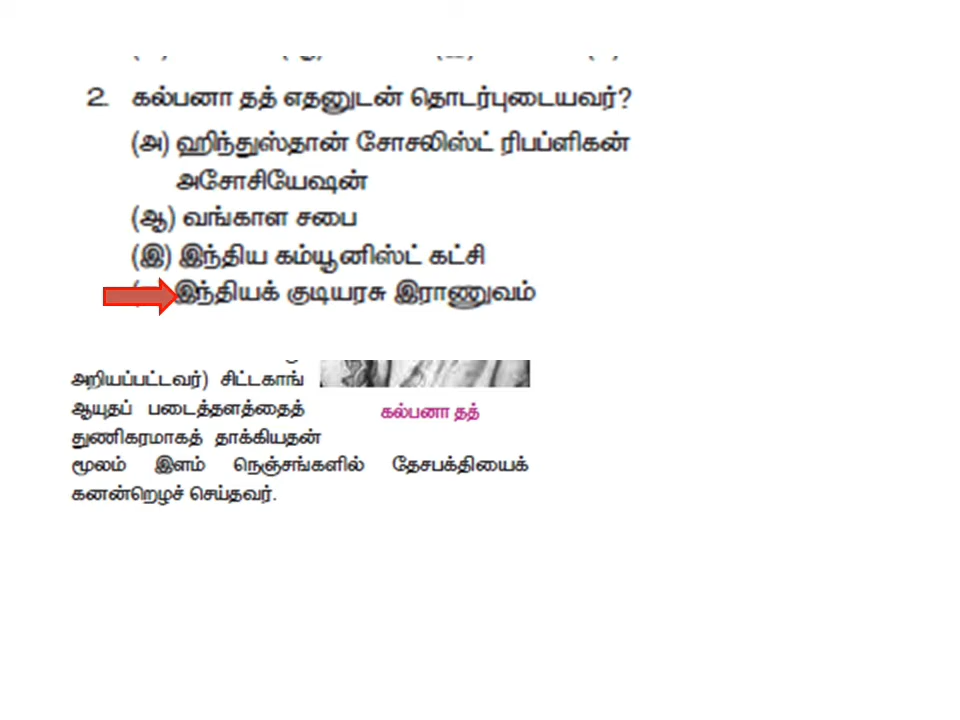 2. கல்பனா தத் எதனுடன் தொடர்புடையவர்?
(அ) ஹிந்துஸ்தான் சோசலிஸ்ட் ரிபப்ளிகன்
அசோசியேஷன்
(ஆ) வங்காள சபை
(இ) இந்திய கம்யூனிஸ்ட் கட்சி
இந்தியக் குடியரசு இராணுவம்
அறியப்பட்டவர்) சிட்டகாங்
ஆயுதப் படைத்தளத்தைத்
துணிகரமாகத் தாக்கியதன்
மூலம் இளம் நெஞ்சங்களில் தேசபக்தியைக்
கனன்றெழச் செய்தவர்.
கல்பனா தத்